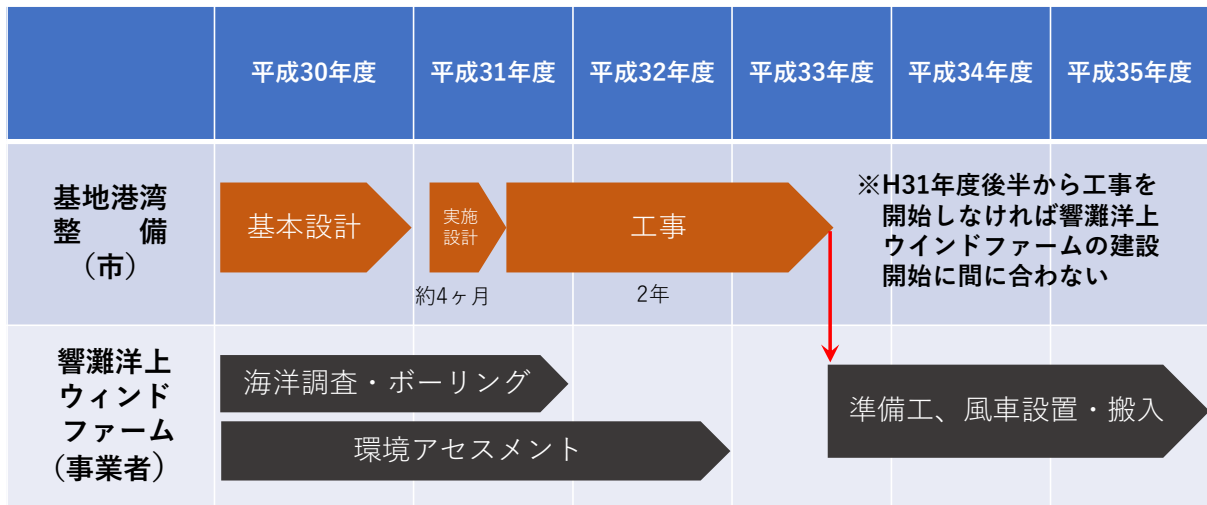 平成30年度
平成31年度
平成32年度
平成33年度
平成34年度
平成35年度
基地港湾
整 備
(市)
基本設計
実施
設計
工事
約4ヶ月
2年
※H31年度後半から工事を
開始しなければ響灘洋上
ウインドファームの建設
開始に間に合わない
響灘洋上
ウィンド
ファーム
(事業者)
海洋調査・ボーリング
環境アセスメント
準備工、風車設置・搬入